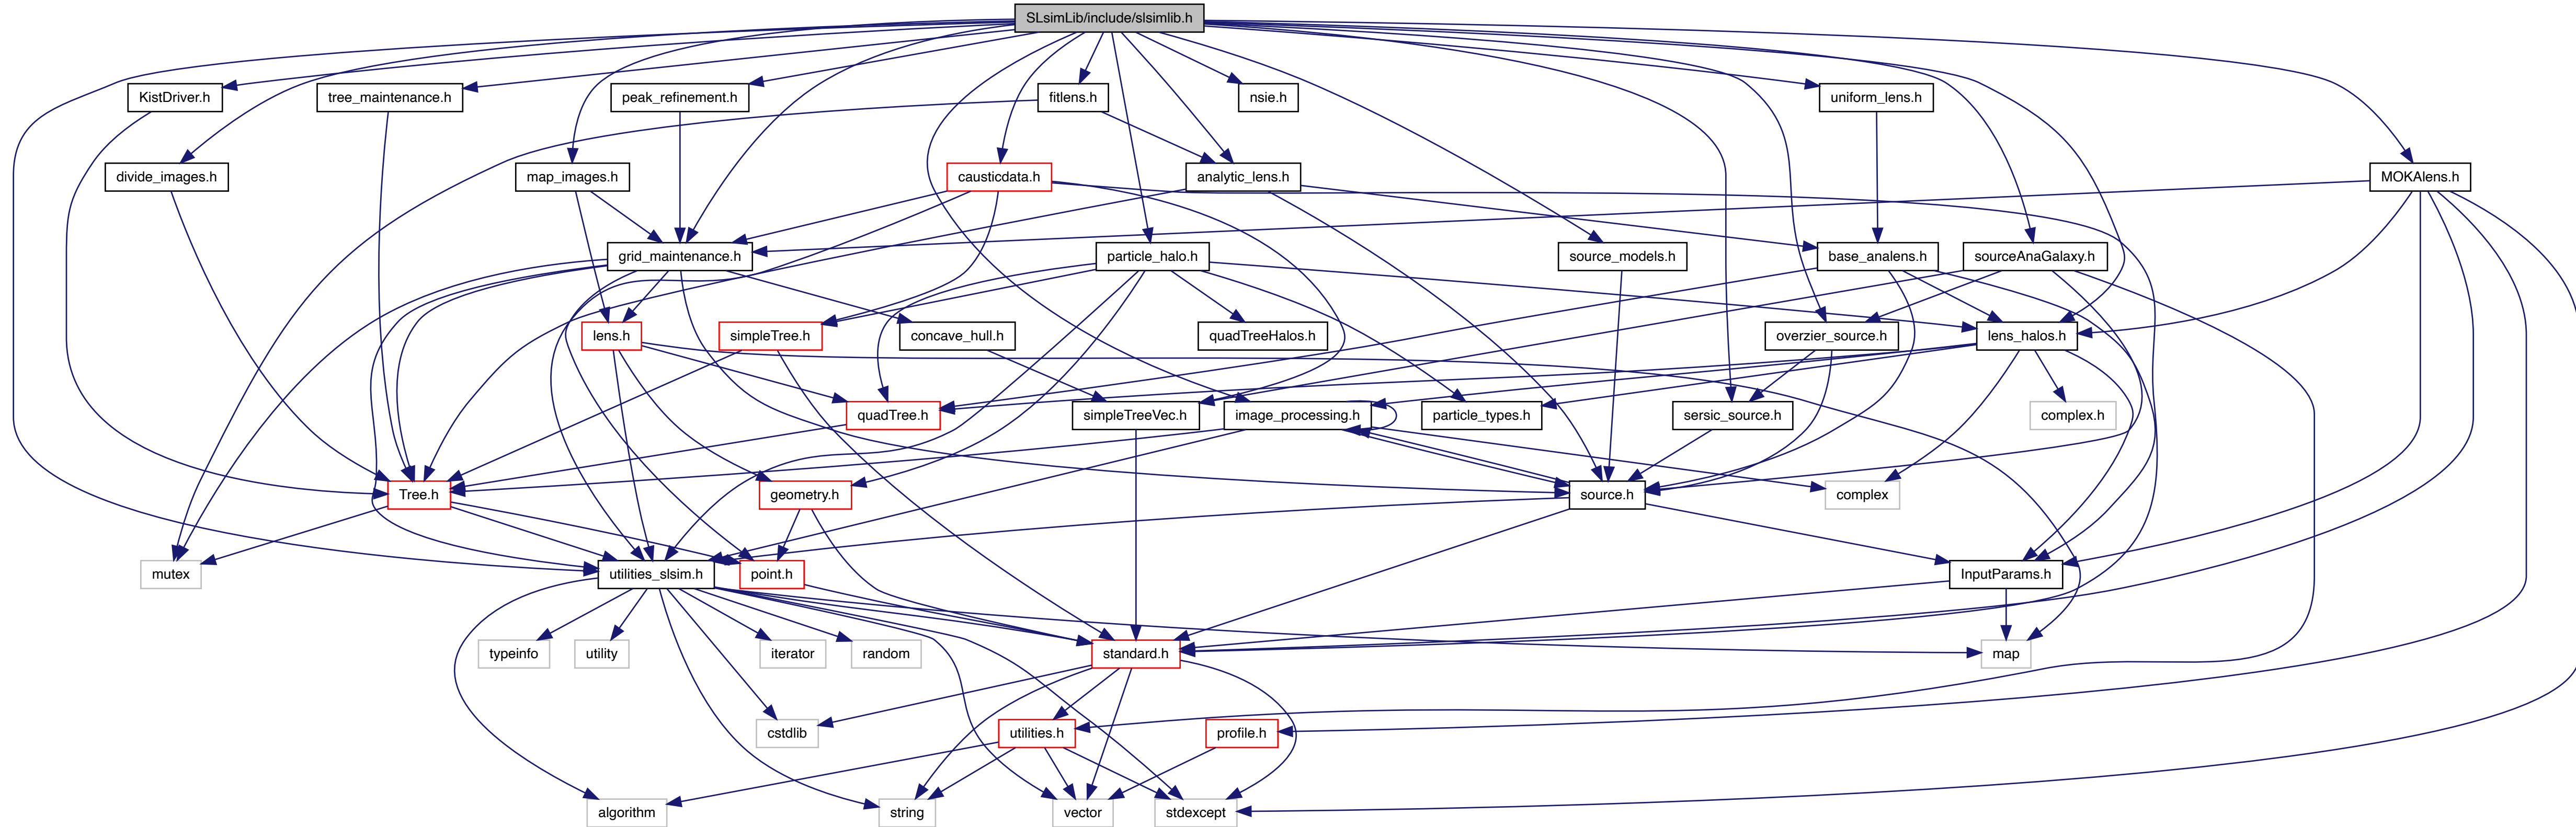 SLsimLib/include/slsimlib.h
KistDriver.h
tree_maintenance.h
peak_refinement.h
fitlens.h
nsie.h
uniform_lens.h
divide_images.h
map_images.h
causticdata.h
analytic_lens.h
MOKAlens.h
grid_maintenance.h
particle_halo.h
source_models.h
base_analens.h
sourceAnaGalaxy.h
lens.h
simpleTree.h
concave_hull.h
quadTreeHalos.h
overzier_source.h
lens_halos.h
quadTree.h
simpleTreeVec.h
image_processing.h
particle_types.h
sersic_source.h
complex.h
Tree.h
geometry.h
source.h
complex
mutex
utilities_slsim.h
point.h
InputParams.h
typeinfo
utility
iterator
random
standard.h
map
cstdlib
utilities.h
profile.h
algorithm
string
vector
stdexcept